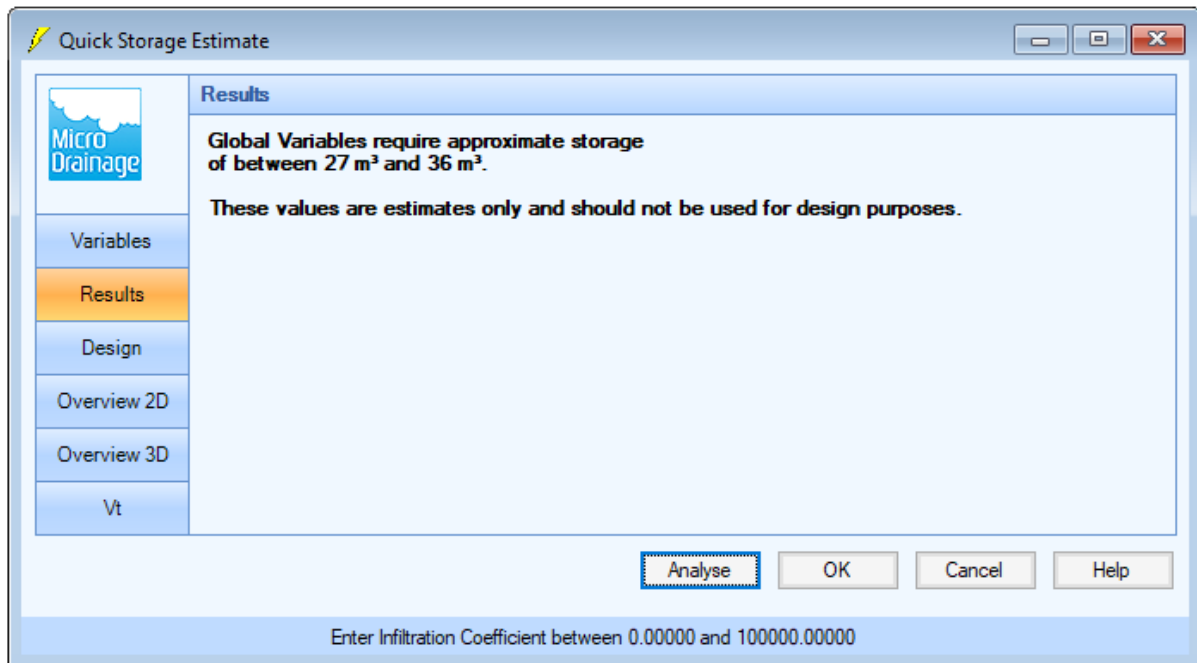 Quick Storage Estimate
Micro
Drainage
Variables
Results
Design
Overview 2D
Overview 3D
Vt
Results
Global Variables require approximate storage
of between 27 m³ and 36 m³.
These values are estimates only and should not be used for design purposes.
Analyse
OK
Cancel
Help
Enter Infiltration Coefficient between 0.00000 and 100000.00000